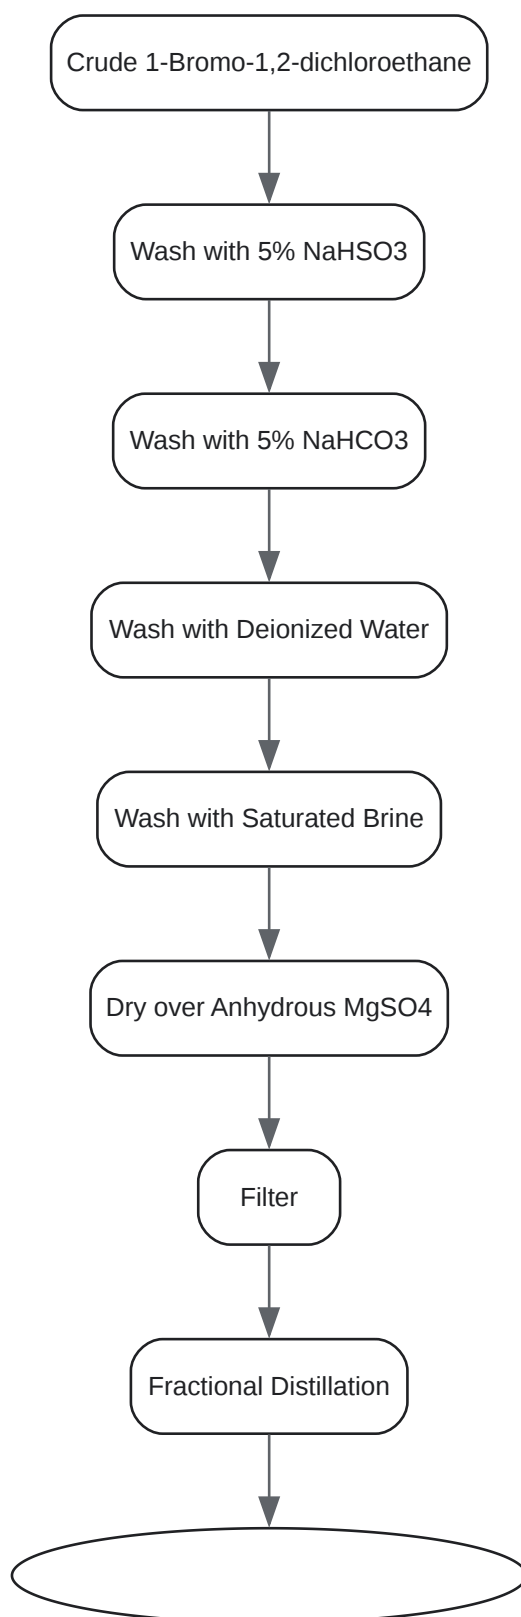 Crude 1-Bromo-1,2-dichloroethane
Wash with 5% NaHSO3
Wash with 5% NaHCO3
Wash with Deionized Water
Wash with Saturated Brine
Dry over Anhydrous MgSO4
Filter
Fractional Distillation